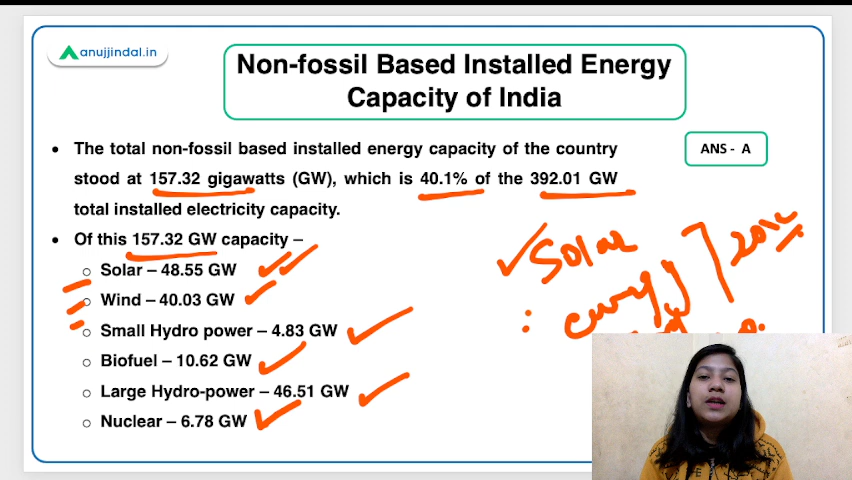 anujjindal.in
Non-fossil Based Installed Energy
Capacity of India
ANS - A
• The total non-fossil based installed energy capacity of the country
stood at 157.32 gigawatts (GW), which is 40.1% of the 392.01 GW
total installed electricity capacity.
• Of this 157.32 GW capacity –
○ Solar – 48.55 GW
○ Wind – 40.03 GW
○ Small Hydro power – 4.83 GW
○ Biofuel – 10.62 GW
○ Large Hydro-power – 46.51 GW
○ Nuclear – 6.78 GW
Solar